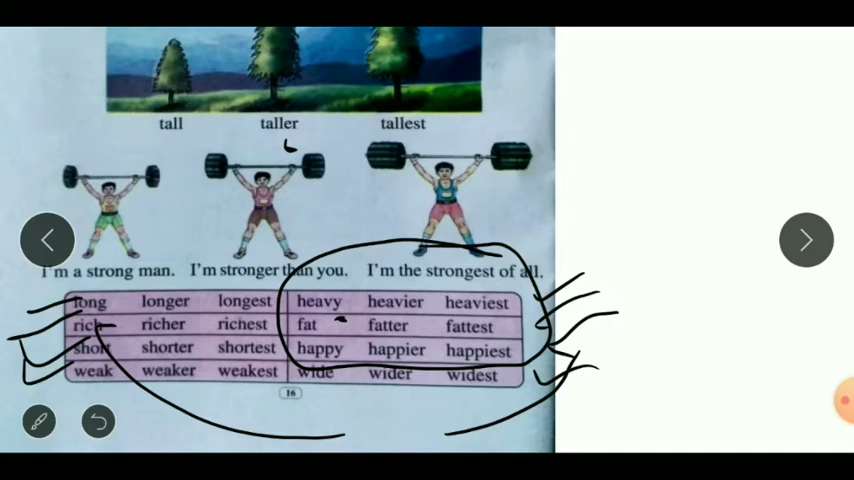 tall taller tallest
I'm a strong man. I'm stronger than you. I'm the strongest of all.
long longer longest heavy heavier heaviest
rich richer richest fat fatter fattest
short shorter shortest happy happier happiest
weak weaker weakest wide wider widest
16